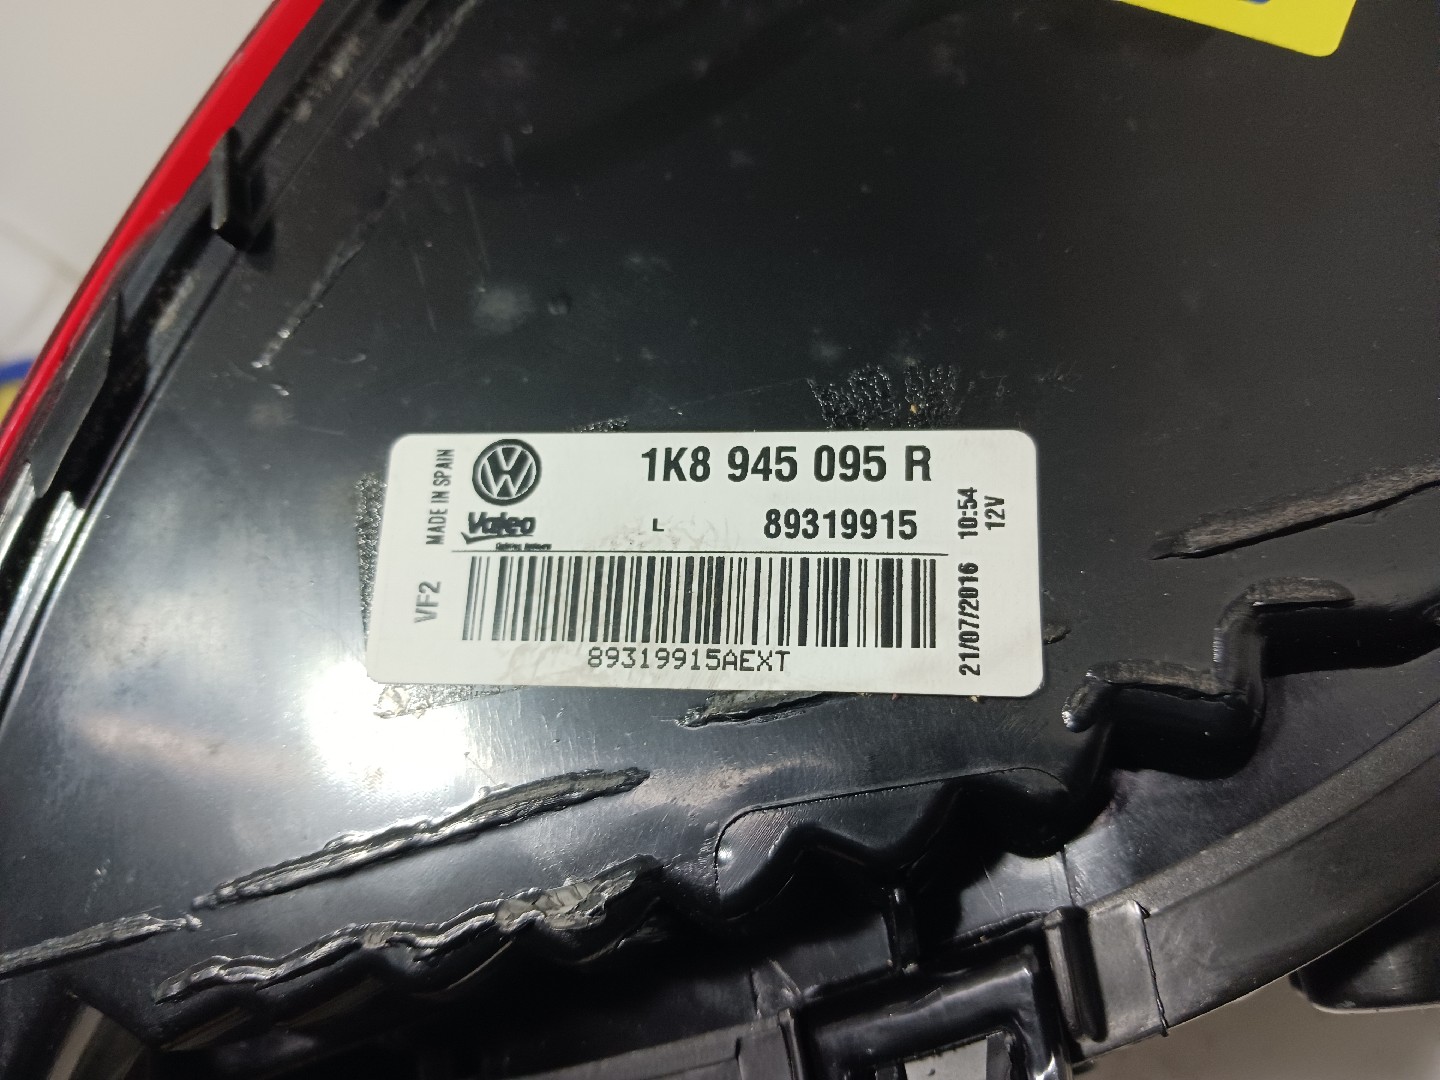 1K8 945 095 R
MADE IN SPAIN
Valeo
L
89319915
VF2
89319915AEXT
21/07/2016 10:54
12V